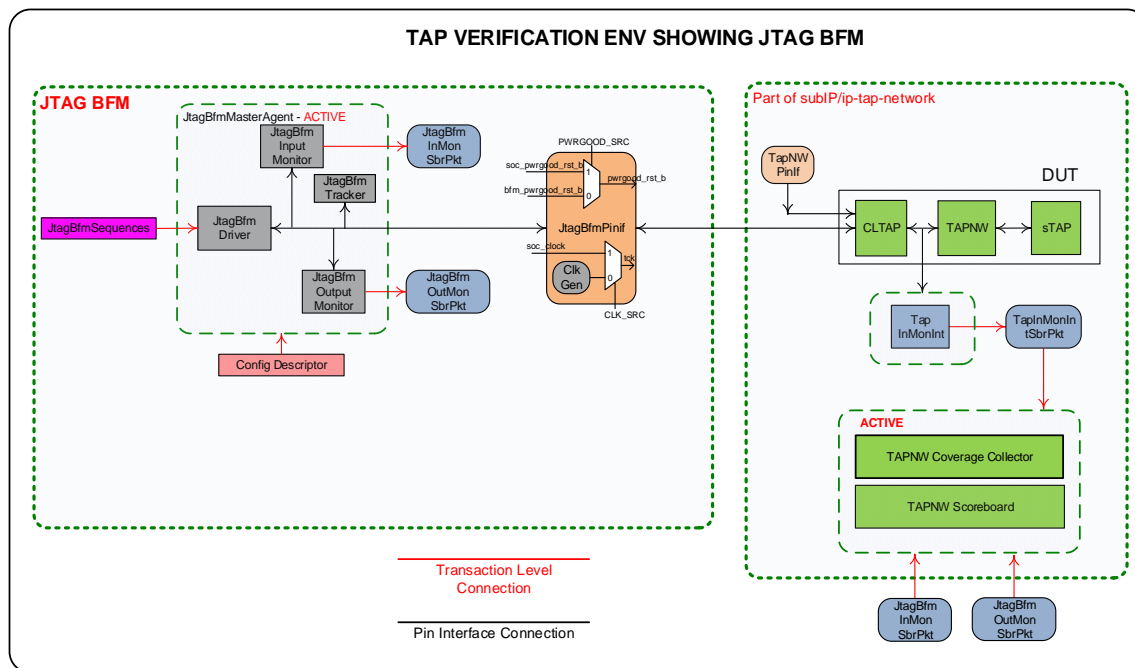 TAP VERIFICATION ENV SHOWING JTAG BFM
JTAG BFM
JtagBfmMasterAgent - ACTIVE
JtagBfm
Input
Monitor
JtagBfm
InMon
SbrPkt
JtagBfm
Tracker
JtagBfmSequences
JtagBfm
Driver
JtagBfm
Output
Monitor
JtagBfm
OutMon
SbrPkt
Config Descriptor
PWRGOOD_SRC
soc_pwrgood_rst_b
1
pwrgood_rst_b
bfm_pwrgood_rst_b
0
JtagBfmPinif
soc_clock
1
tck
Clk
Gen
0
CLK_SRC
Part of subIP/ip-tap-network
TapNW
PinIf
DUT
CLTAP
TAPNW
sTAP
Tap
InMonInt
TapInMonIn
tSbrPkt
ACTIVE
TAPNW Coverage Collector
TAPNW Scoreboard
JtagBfm
InMon
SbrPkt
JtagBfm
OutMon
SbrPkt
Transaction Level
Connection
Pin Interface Connection